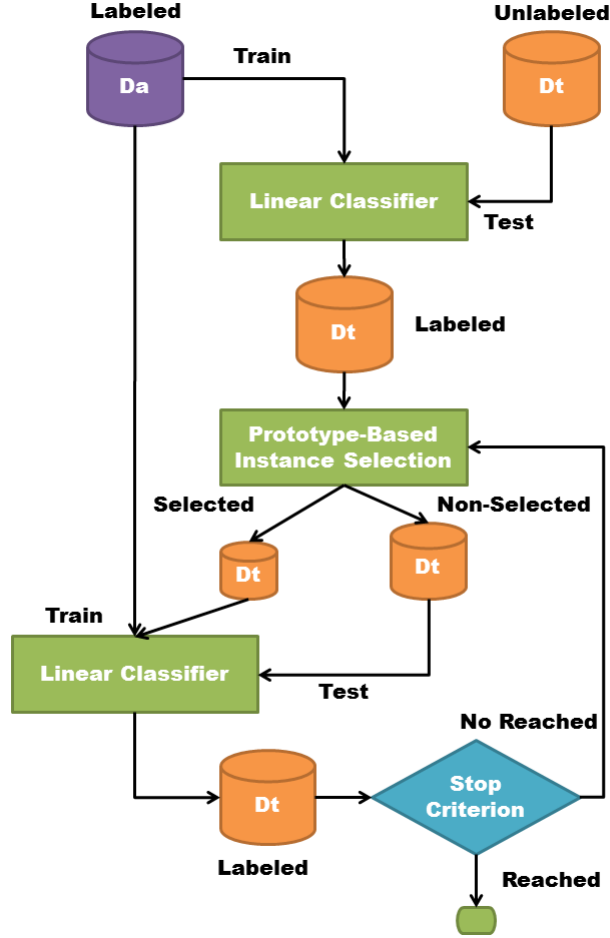 Labeled
Unlabeled
Train
Da
Dt
Linear Classifier
Test
Dt
Labeled
Prototype-Based
Instance Selection
Selected
Non-Selected
Dt
Dt
Train
Linear Classifier
Test
No Reached
Stop
Criterion
Dt
Labeled
Reached